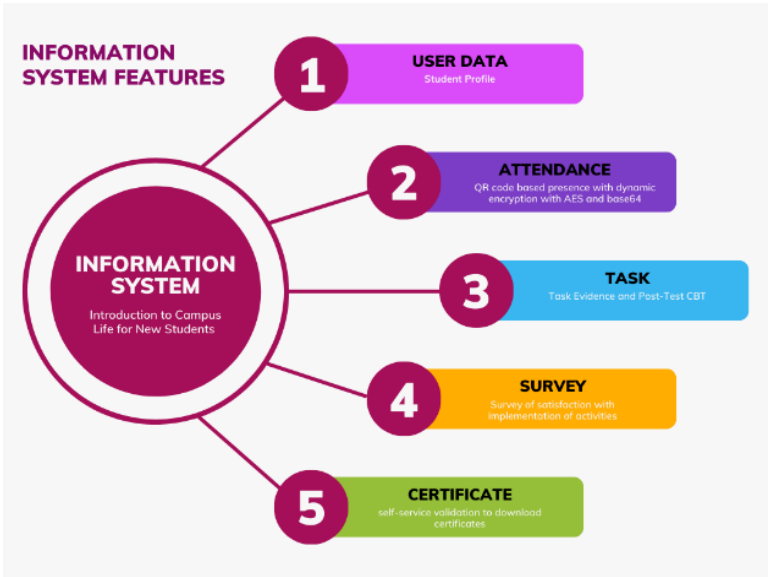 INFORMATION
SYSTEM FEATURES
1
USER DATA
Student Profile
2
ATTENDANCE
QR code based presence with dynamic
encryption with AES and base64
INFORMATION
SYSTEM
Introduction to Campus
Life for New Students
3
TASK
Task Evidence and Post-Test CBT
4
SURVEY
Survey of satisfaction with
implementation of activities
5
CERTIFICATE
self-service validation to download
certificates